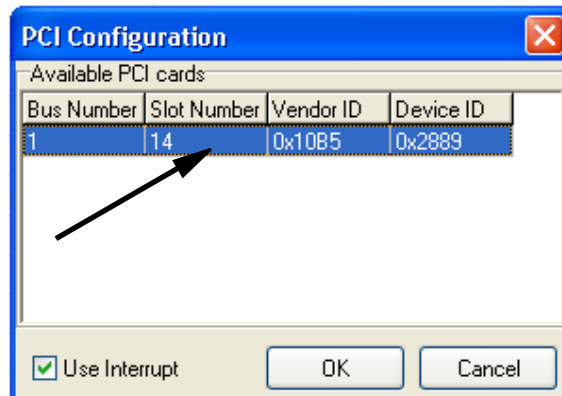 PCI Configuration
Available PCI cards
Bus Number Slot Number Vendor ID Device ID
1 14 0x10B5 0x2889
Use Interrupt OK Cancel